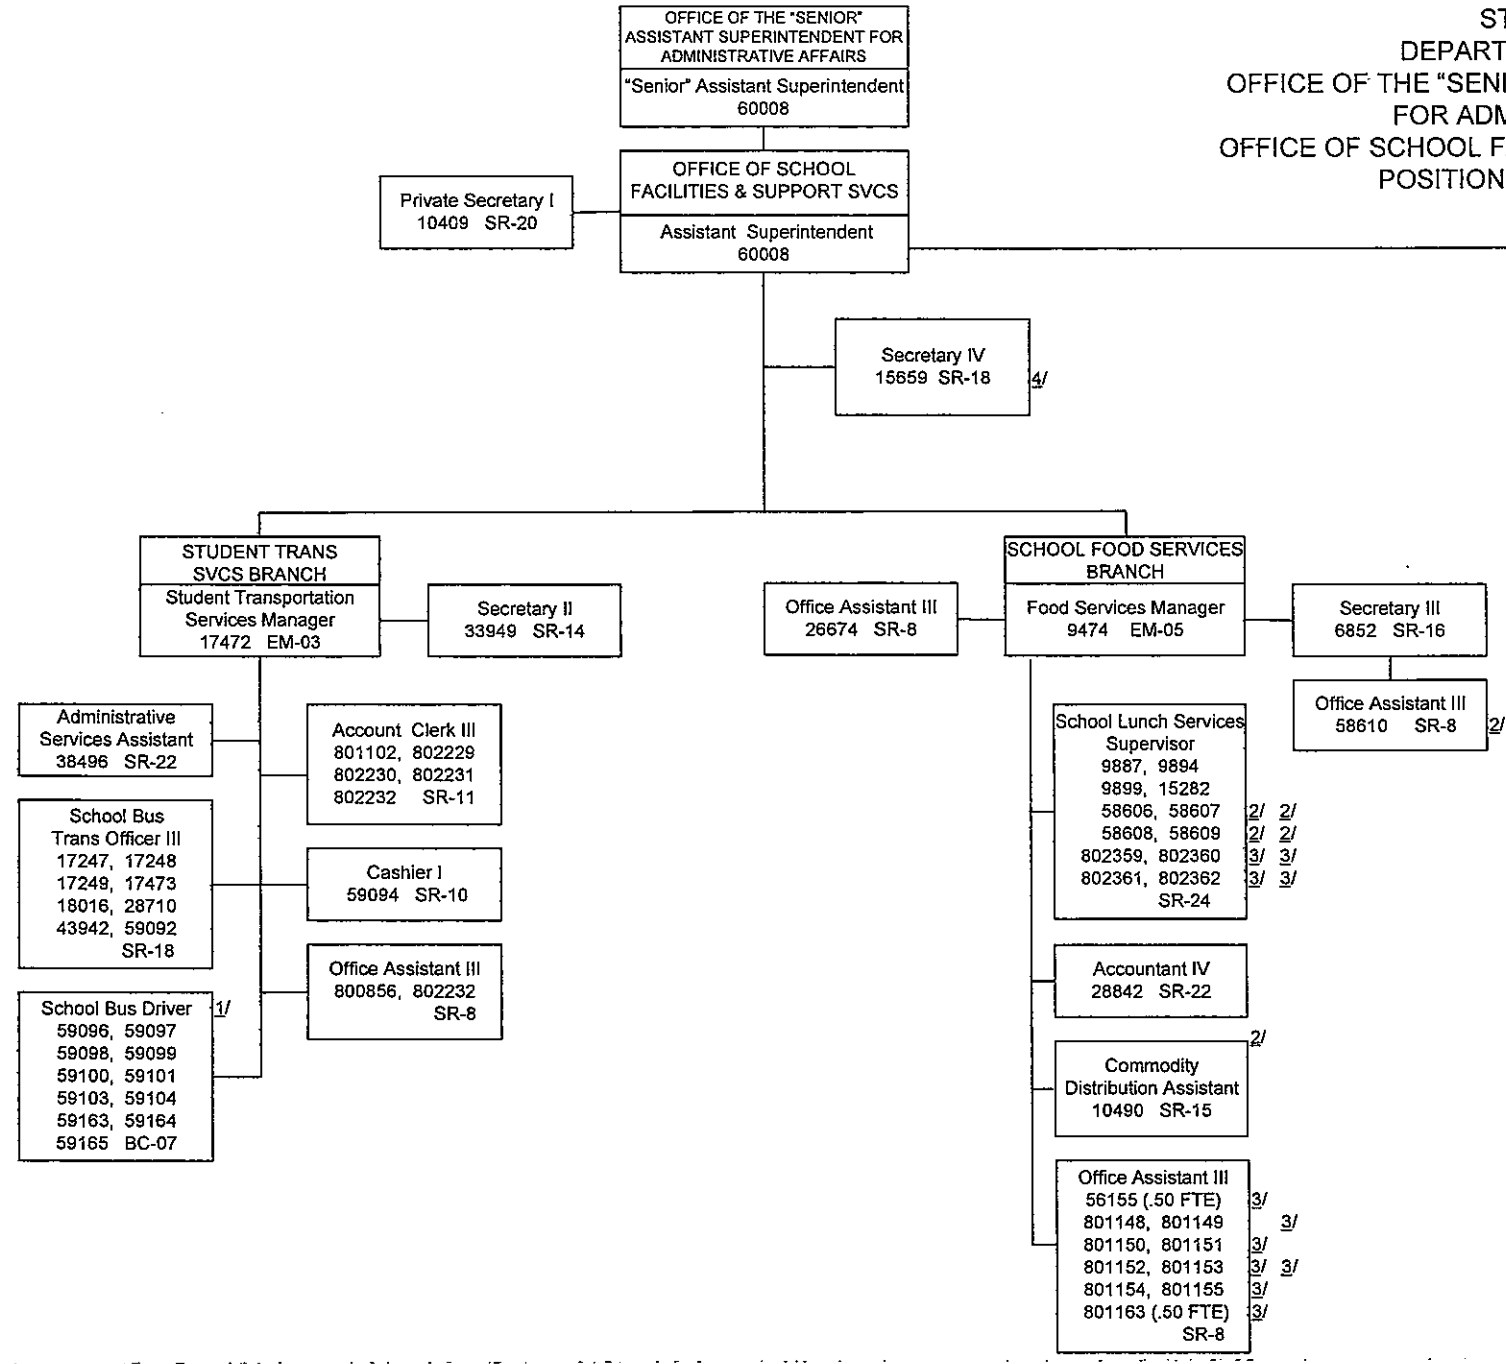 OFFICE OF THE "SENIOR"
ASSISTANT SUPERINTENDENT FOR
ADMINISTRATIVE AFFAIRS
"Senior" Assistant Superintendent
60008
ST
DEPART
OFFICE OF THE “SENI
FOR ADM
OFFICE OF SCHOOL F
POSITION
OFFICE OF SCHOOL
FACILITIES & SUPPORT SVCS
Assistant Superintendent
60008
Private Secretary I
10409 SR-20
Secretary IV
15659 SR-18 4/
STUDENT TRANS
SVCS BRANCH
Student Transportation
Services Manager
17472 EM-03
Secretary II
33949 SR-14
Administrative
Services Assistant
38496 SR-22
Account Clerk III
801102, 802229
802230, 802231
802232 SR-11
School Bus
Trans Officer III
17247, 17248
17249, 17473
18016, 28710
43942, 59092
SR-18
Cashier I
59094 SR-10
Office Assistant III
800856, 802232
SR-8
School Bus Driver 1/
59096, 59097
59098, 59099
59100, 59101
59103, 59104
59163, 59164
59165 BC-07
SCHOOL FOOD SERVICES
BRANCH
Food Services Manager
9474 EM-05
Office Assistant III
26674 SR-8
Secretary III
6852 SR-16
Office Assistant III
58610 SR-8 2/
School Lunch Services
Supervisor
9887, 9894
9899, 15282
58606, 58607 2/ 2/
58608, 58609 2/ 2/
802359, 802360 3/ 3/
802361, 802362 3/ 3/
SR-24
Accountant IV
28842 SR-22
2/
Commodity
Distribution Assistant
10490 SR-15
Office Assistant III
56155 (.50 FTE) 3/
801148, 801149 3/
801150, 801151 3/
801152, 801153 3/ 3/
801154, 801155 3/
801163 (.50 FTE) 3/
SR-8